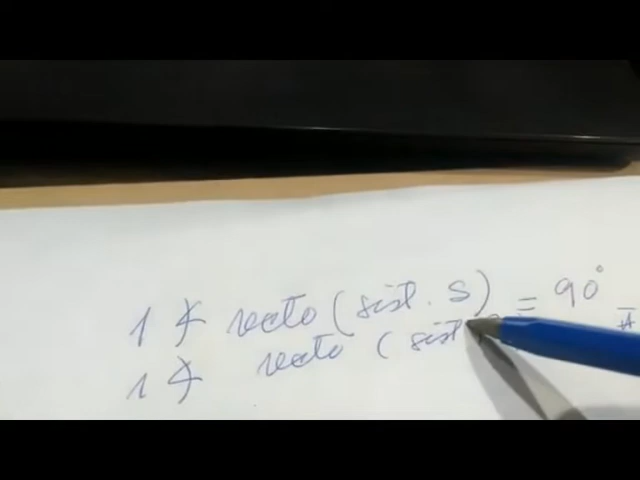 1 ∡ recto (sist. S) = 90°
1 ∡ recto ( sist